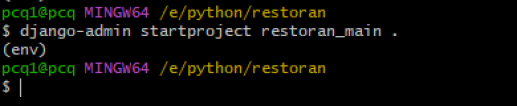 pcq1@pcq MINGW64 /e/python/restoran
$ django-admin startproject restoran_main .
(env)
pcq1@pcq MINGW64 /e/python/restoran
$